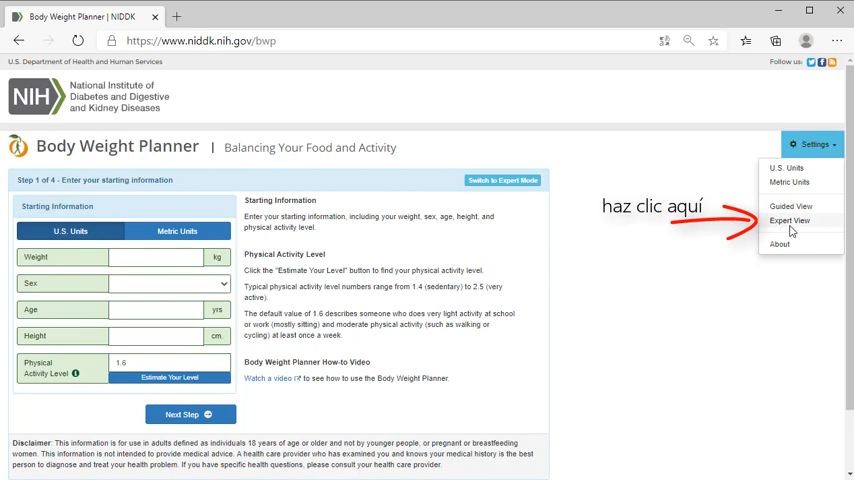 Body Weight Planner | NIDDK
https://www.niddk.nih.gov/bwp
U.S. Department of Health and Human Services
Follow us:
NIH
National Institute of
Diabetes and Digestive
and Kidney Diseases
Body Weight Planner | Balancing Your Food and Activity
Settings
U.S. Units
Metric Units
Guided View
Expert View
About
haz clic aquí
Step 1 of 4 - Enter your starting information
Switch to Expert Mode
Starting Information
U.S. Units
Metric Units
Weight
kg
Sex
Age
yrs
Height
cm.
Physical
Activity Level
1.6
Estimate Your Level
Next Step
Starting Information
Enter your starting information, including your weight, sex, age, height, and
physical activity level.
Physical Activity Level
Click the "Estimate Your Level" button to find your physical activity level.
Typical physical activity level numbers range from 1.4 (sedentary) to 2.5 (very
active).
The default value of 1.6 describes someone who does very light activity at school
or work (mostly sitting) and moderate physical activity (such as walking or
cycling) at least once a week.
Body Weight Planner How-to Video
Watch a video to see how to use the Body Weight Planner.
Disclaimer: This information is for use in adults defined as individuals 18 years of age or older and not by younger people, or pregnant or breastfeeding
women. This information is not intended to provide medical advice. A health care provider who has examined you and knows your medical history is the best
person to diagnose and treat your health problem. If you have specific health questions, please consult your health care provider.